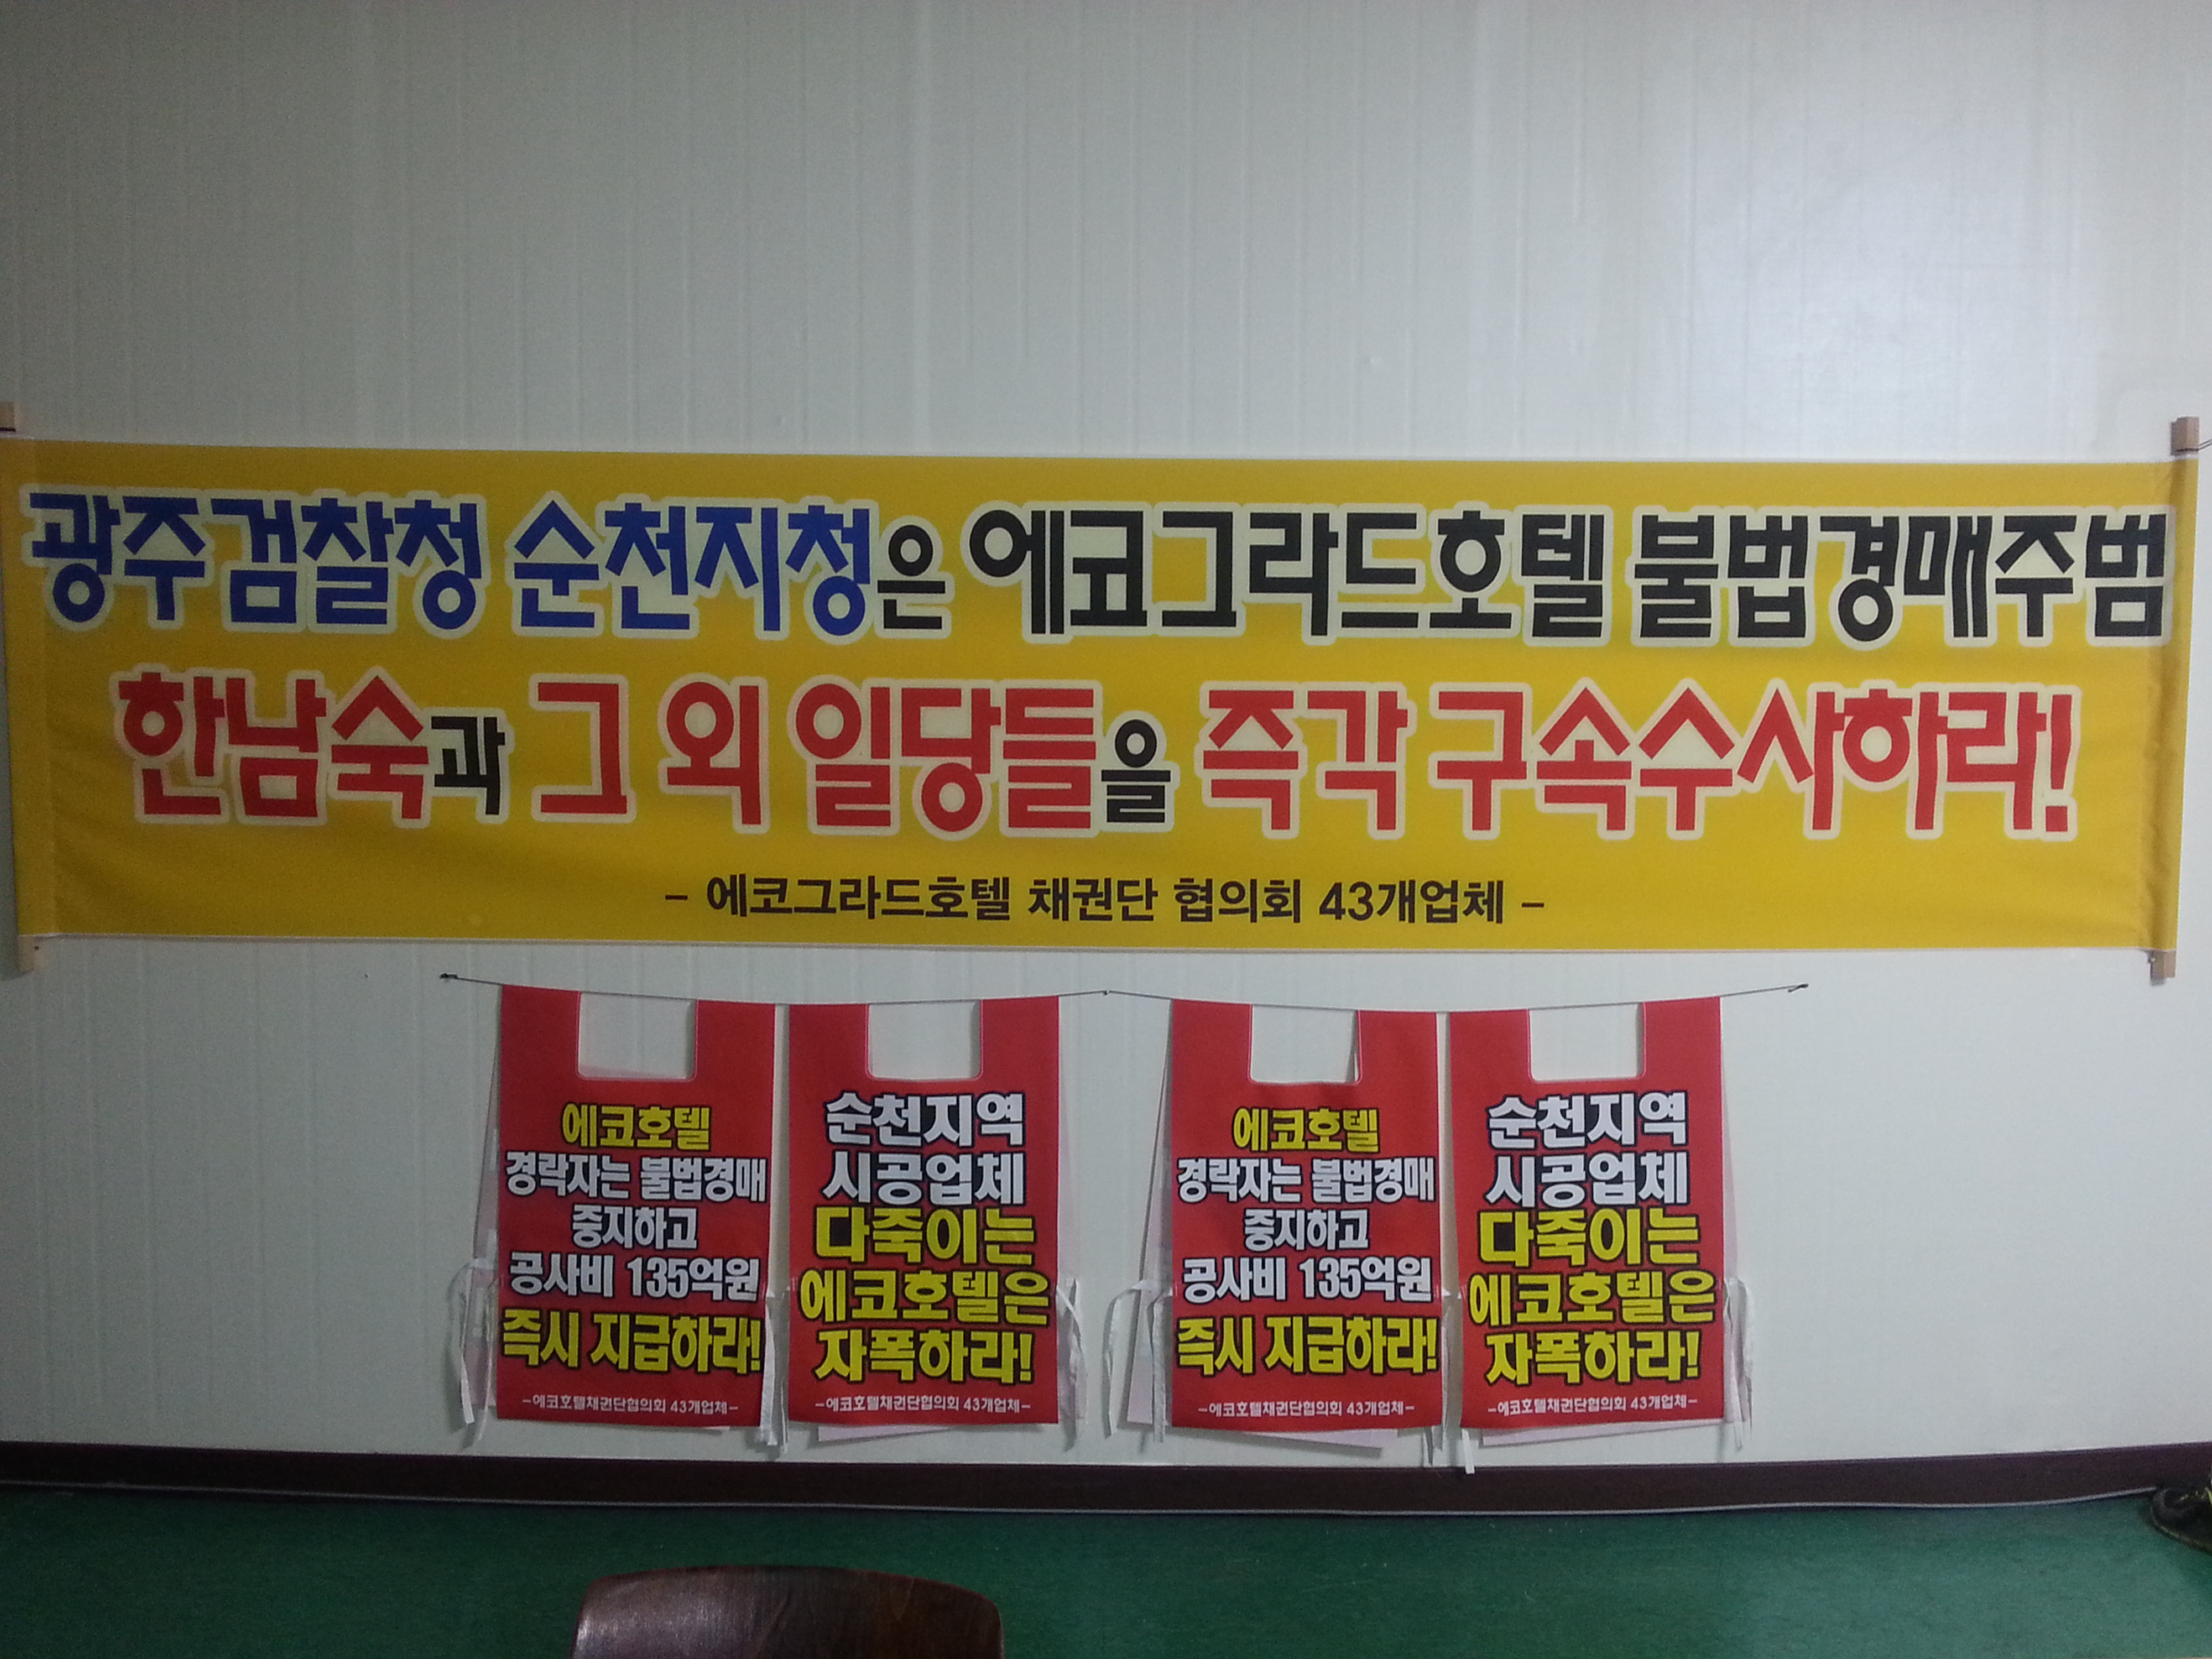 광주검찰청 순천지청은 에코그라드호텔 불법경매주범
한남숙과 그 외 일당들을 즉각 구속수사하라!
- 에코그라드호텔 채권단 협의회 43개업체 -
에코호텔
경락자는 불법경매
중지하고
공사비 135억원
즉시 지급하라!
-에코호텔채권단협의회 43개업체-
순천지역
시공업체
다죽이는
에코호텔은
자폭하라!
-에코호텔채권단협의회 43개업체-
에코호텔
경락자는 불법경매
중지하고
공사비 135억원
즉시 지급하라!
-에코호텔채권단협의회 43개업체-
순천지역
시공업체
다죽이는
에코호텔은
자폭하라!
-에코호텔채권단협의회 43개업체-